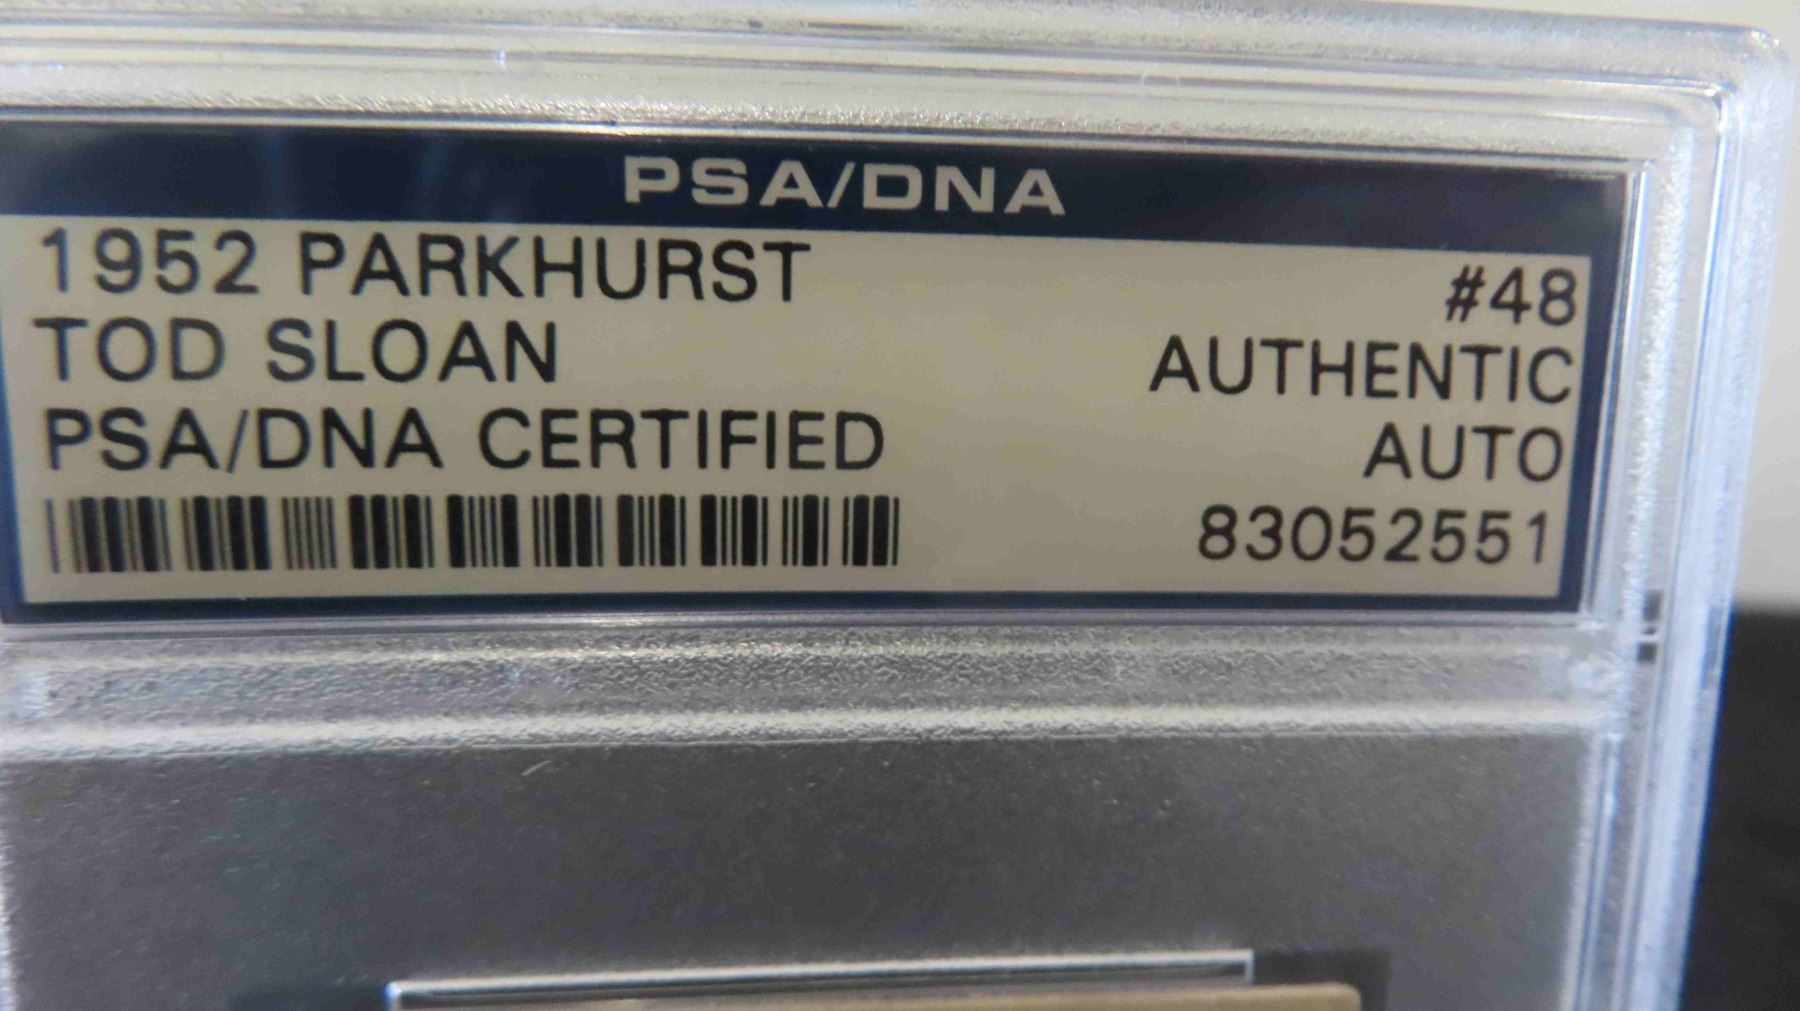 PSA/DNA
1952 PARKHURST #48
TOD SLOAN AUTHENTIC
PSA/DNA CERTIFIED AUTO
83052551